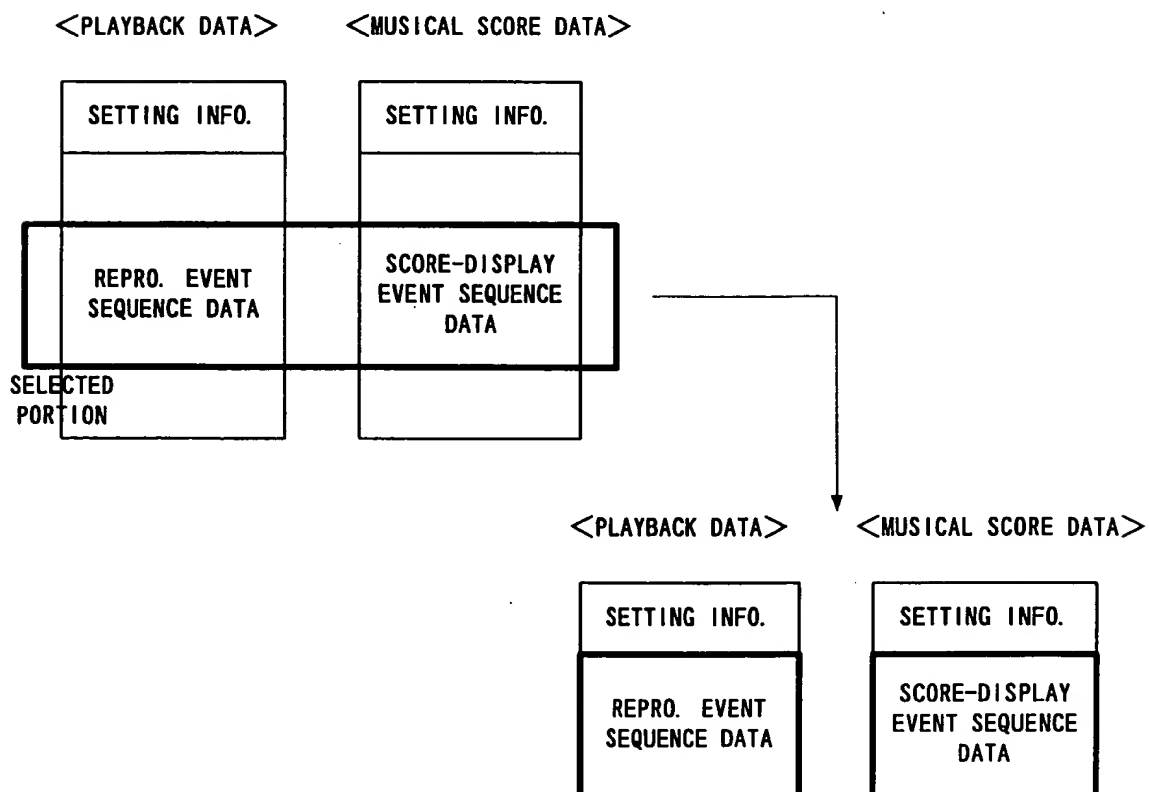 <PLAYBACK DATA> <MUSICAL SCORE DATA>
SETTING INFO. SETTING INFO.
REPRO. EVENT
SEQUENCE DATA
SCORE-DISPLAY
EVENT SEQUENCE
DATA
SELECTED
PORTION
<PLAYBACK DATA> <MUSICAL SCORE DATA>
SETTING INFO. SETTING INFO.
REPRO. EVENT
SEQUENCE DATA
SCORE-DISPLAY
EVENT SEQUENCE
DATA